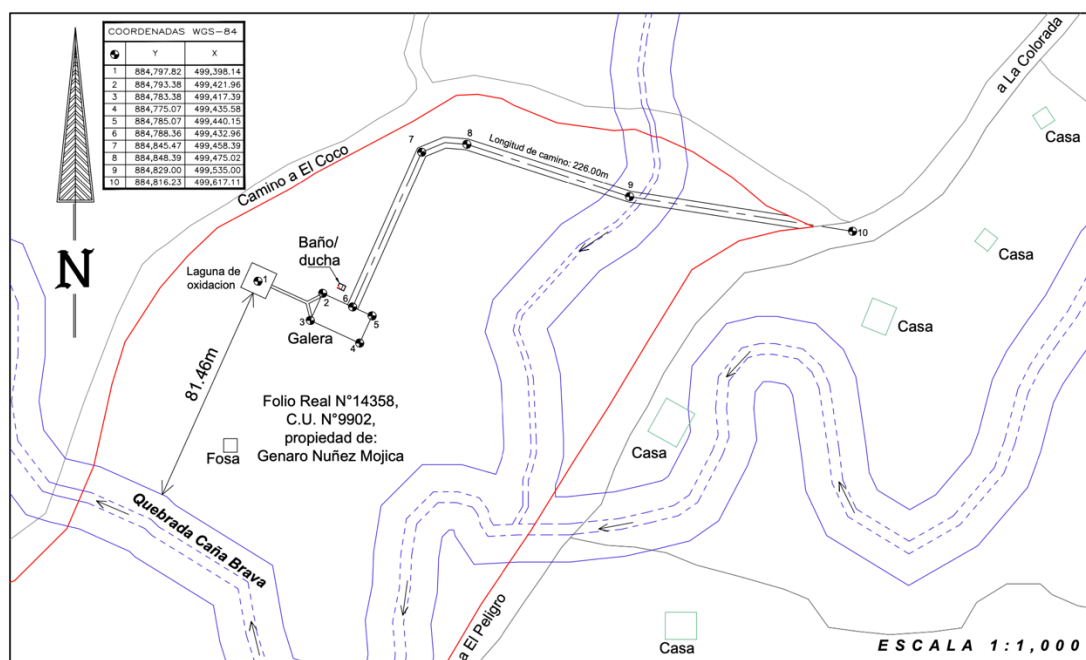 COORDENADAS WGS-84
Y X
1 884,797.82 499,398.14
2 884,793.38 499,421.96
3 884,783.38 499,417.39
4 884,775.07 499,435.58
5 884,785.07 499,440.15
6 884,788.36 499,432.96
7 884,845.47 499,458.39
8 884,848.39 499,475.02
9 884,829.00 499,535.00
10 884,816.23 499,617.11
N
a La Colorada
Casa
Camino a El Coco
7
8
Longitud de camino: 226.00m
9
10
Casa
Baño/
ducha
Laguna de
oxidacion
1
2
6
5
3
4
Galera
Casa
81.46m
Folio Real N°14358,
C.U. N°9902,
propiedad de:
Genaro Nuñez Mojica
Fosa
Casa
Quebrada Caña Brava
a El Peligro
Casa
ESCALA 1:1,000